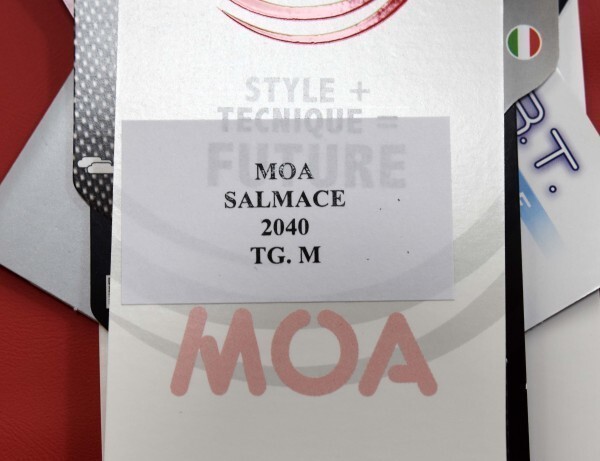 STYLE +
TECNIQUE =
FUTURE
MOA
SALMACE
2040
TG. M
MOA
.T.